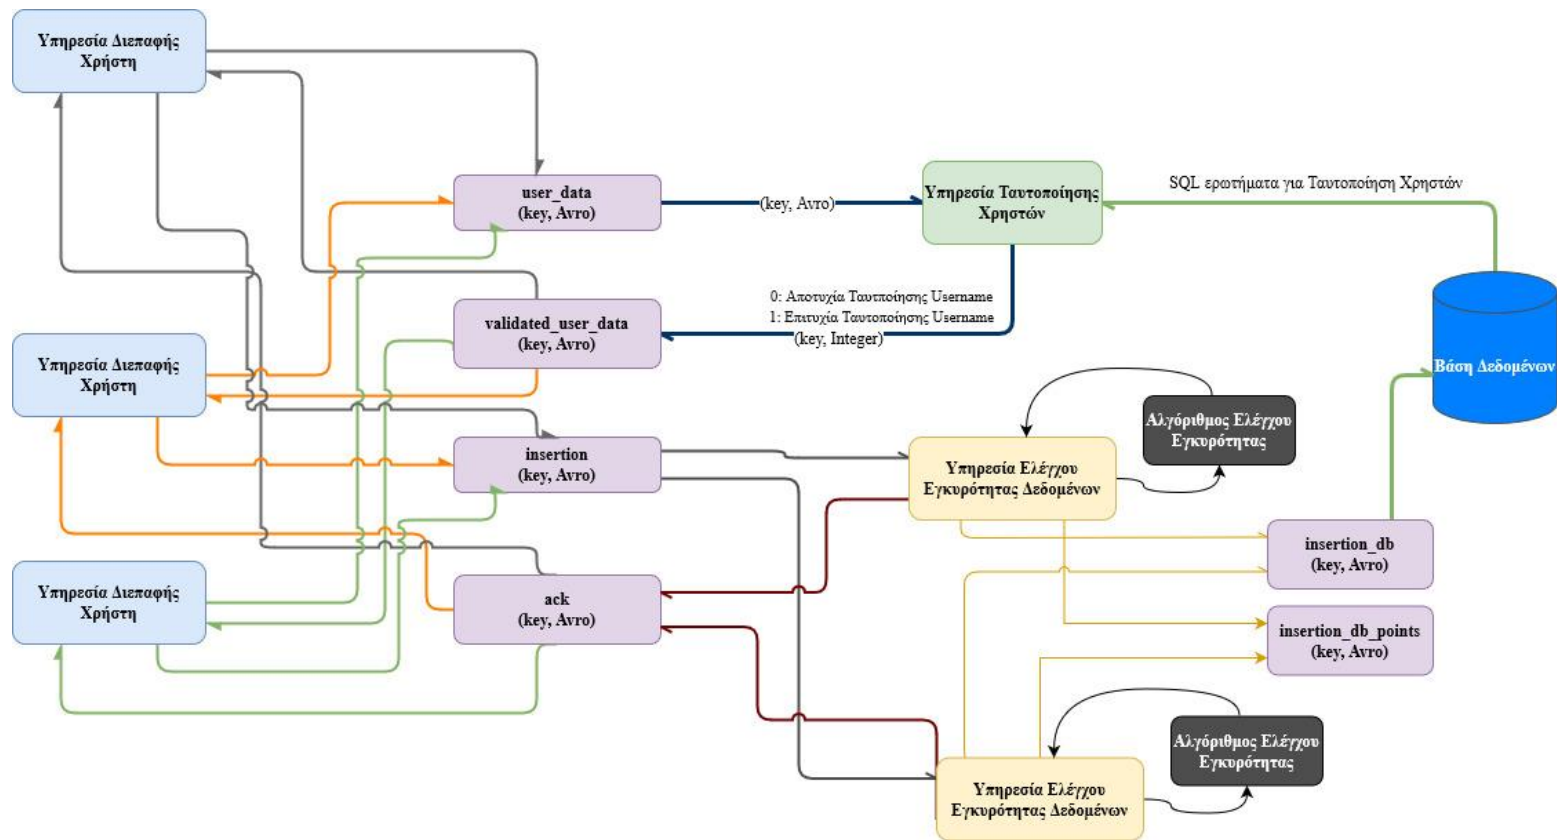 Υπηρεσία Διεπαφής
Χρήστη
user_data
(key, Avro)
(key, Avro)
Υπηρεσία Ταυτοποίησης
Χρηστών
SQL ερωτήματα για Ταυτοποίηση Χρηστών
0: Αποτυχία Ταυτποίησης Username
1: Επιτυχία Ταυτοποίησης Username
(key, Integer)
validated_user_data
(key, Avro)
Υπηρεσία Διεπαφής
Χρήστη
Βάση Δεδομένων
Αλγόριθμος Ελέγχου
Εγκυρότητας
insertion
(key, Avro)
Υπηρεσία Ελέγχου
Εγκυρότητας Δεδομένων
insertion_db
(key, Avro)
Υπηρεσία Διεπαφής
Χρήστη
ack
(key, Avro)
insertion_db_points
(key, Avro)
Αλγόριθμος Ελέγχου
Εγκυρότητας
Υπηρεσία Ελέγχου
Εγκυρότητας Δεδομένων